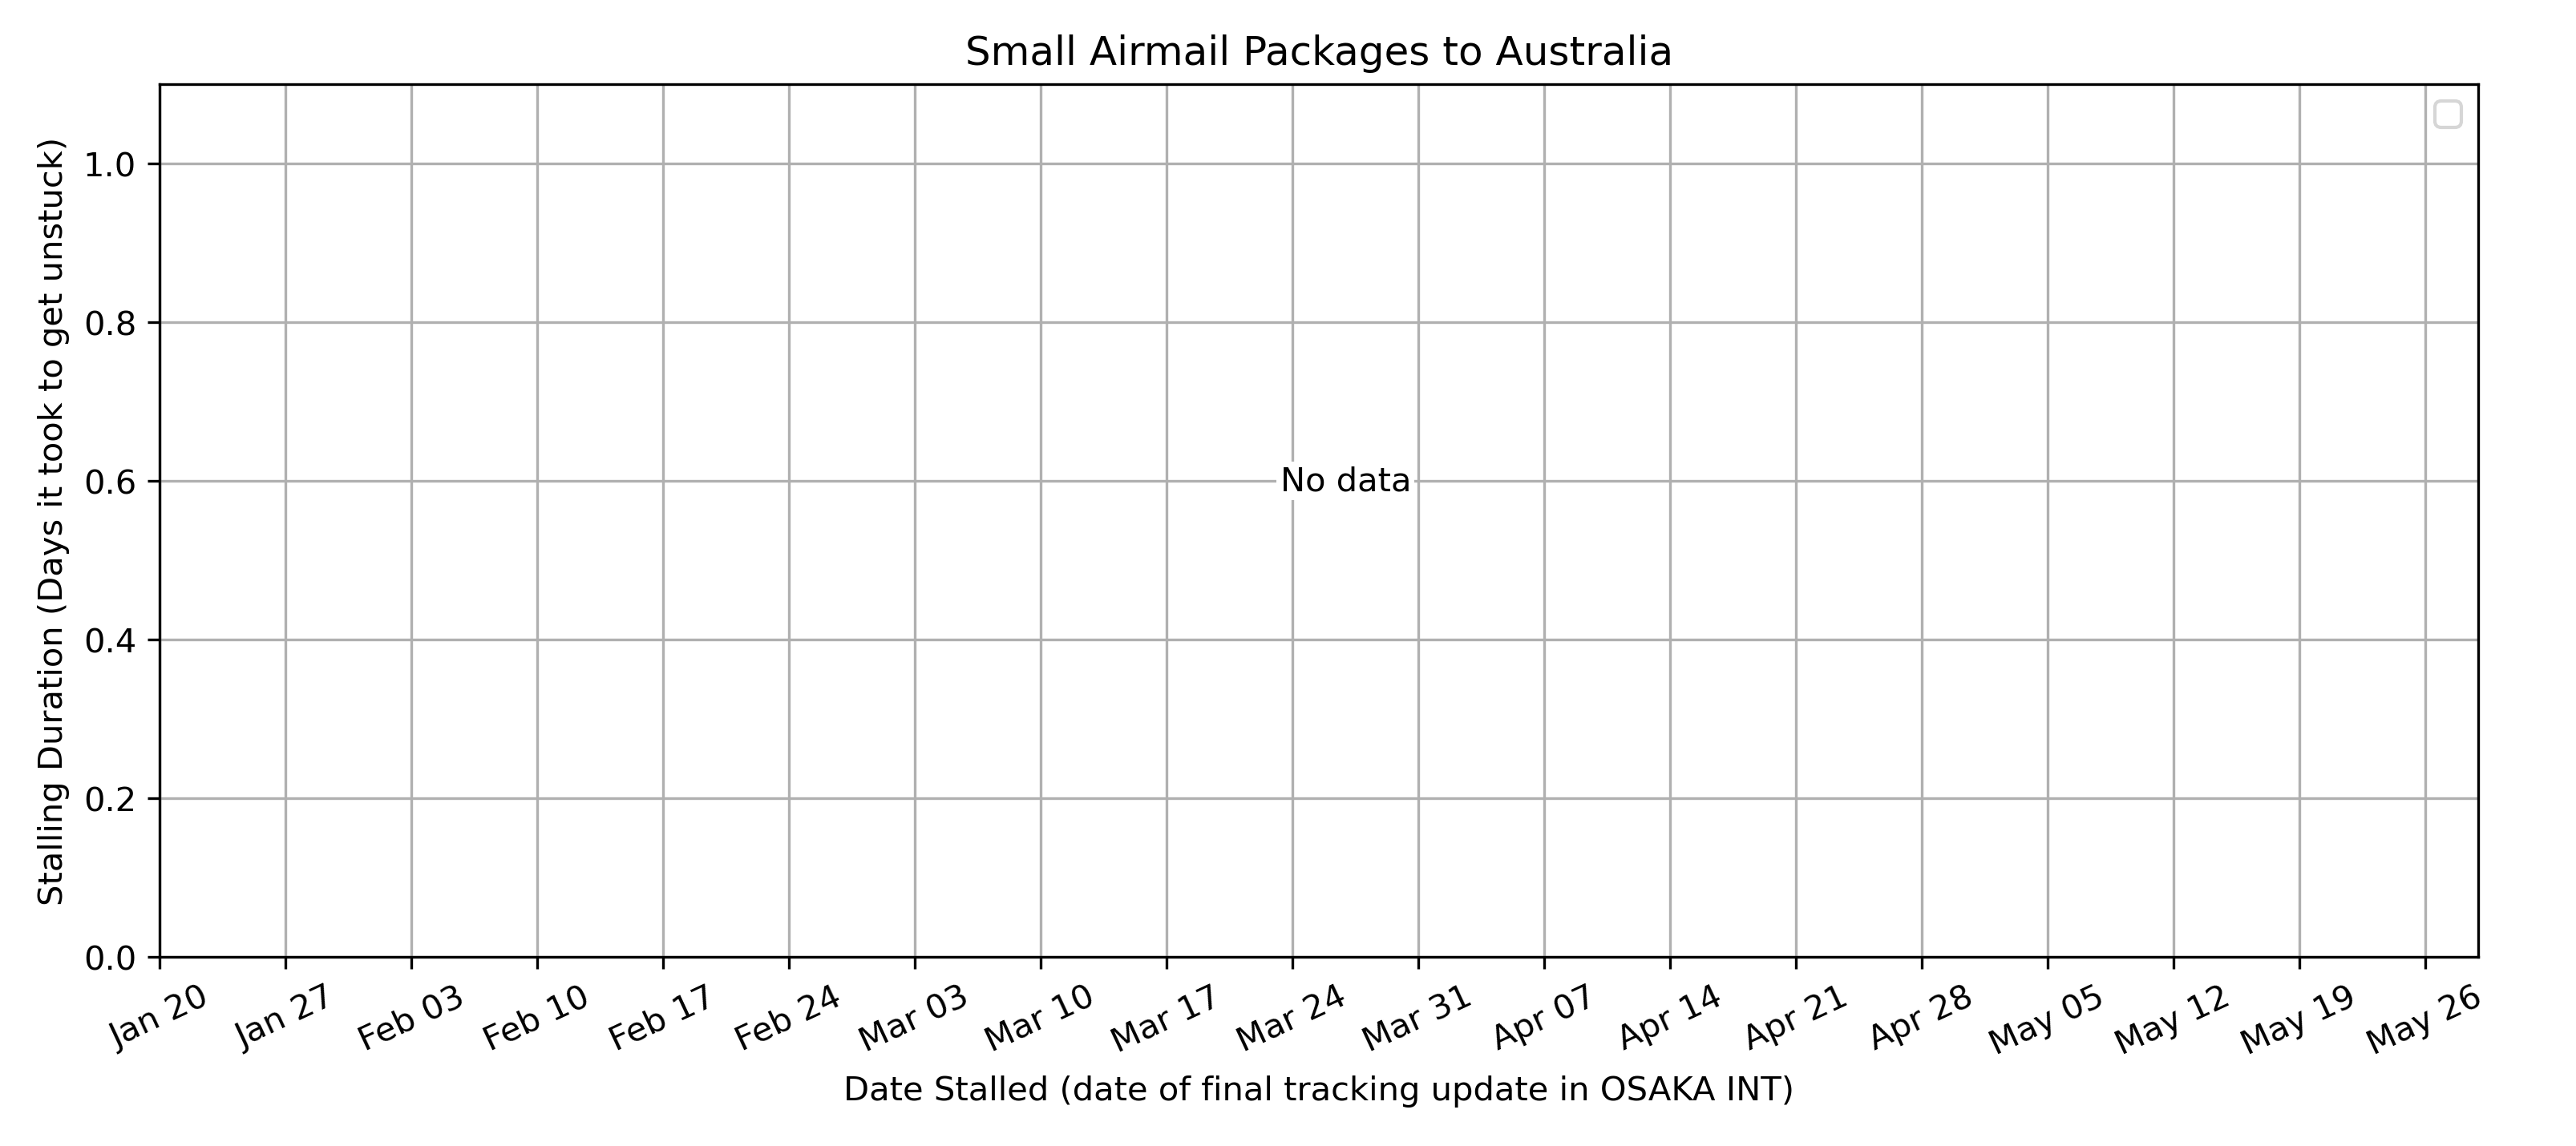 Small Airmail Packages to Australia
Stalling Duration (Days it took to get unstuck)
1.0
0.8
0.6
0.4
0.2
0.0
No data
Jan 20 Jan 27 Feb 03 Feb 10 Feb 17 Feb 24 Mar 03 Mar 10 Mar 17 Mar 24 Mar 31 Apr 07 Apr 14 Apr 21 Apr 28 May 05 May 12 May 19 May 26
Date Stalled (date of final tracking update in OSAKA INT)